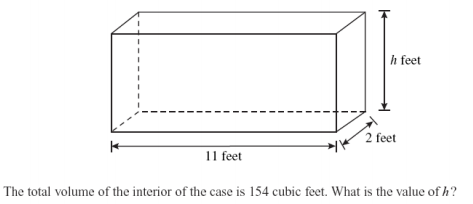 h feet
2 feet
11 feet
The total volume of the interior of the case is 154 cubic feet. What is the value of h?